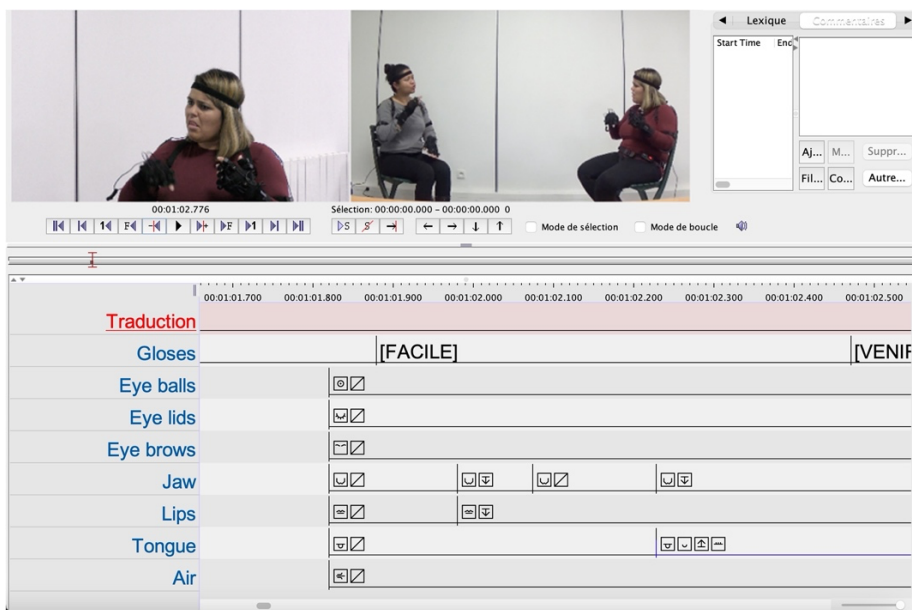 Lexique Commentaires
Start Time End
Aj... M... Suppr...
Fil... Co... Autre...
00:01:02.776 Sélection: 00:00:00.000 - 00:00:00.000 0
1 F F 1 S S Mode de sélection Mode de boucle
00:01:01.700 00:01:01.800 00:01:01.900 00:01:02.000 00:01:02.100 00:01:02.200 00:01:02.300 00:01:02.400 00:01:02.500
Traduction
Gloses [FACILE] [VENIR
Eye balls
Eye lids
Eye brows
Jaw
Lips
Tongue
Air